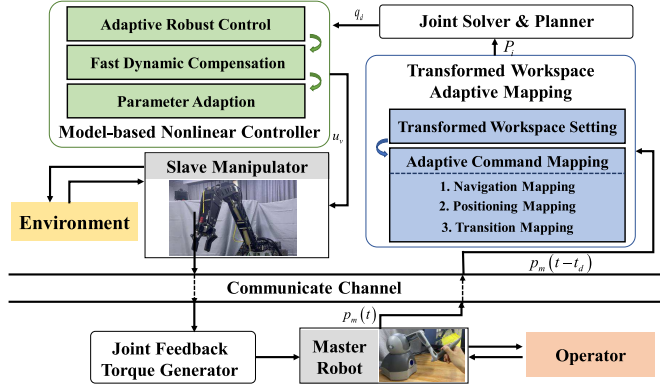 Adaptive Robust Control
Fast Dynamic Compensation
Parameter Adaption
Model-based Nonlinear Controller
q_d
Joint Solver & Planner
P_i
Transformed Workspace
Adaptive Mapping
Transformed Workspace Setting
Adaptive Command Mapping
1. Navigation Mapping
2. Positioning Mapping
3. Transition Mapping
u_v
Slave Manipulator
Environment
p_m(t-t_d)
Communicate Channel
p_m(t)
Joint Feedback
Torque Generator
Master
Robot
Operator